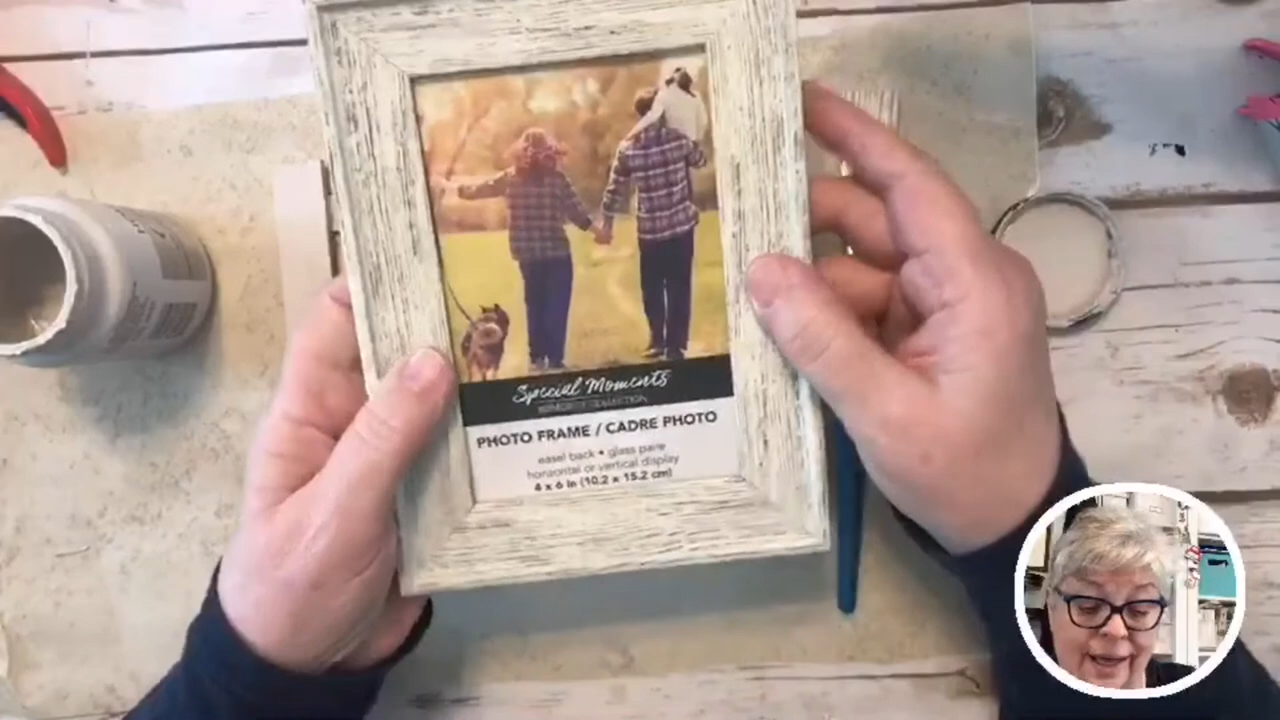 Special Moments
COLLECTION
PHOTO FRAME / CADRE PHOTO
easel back • glass pane
horizontal or vertical display
4 x 6 in (10.2 x 15.2 cm)